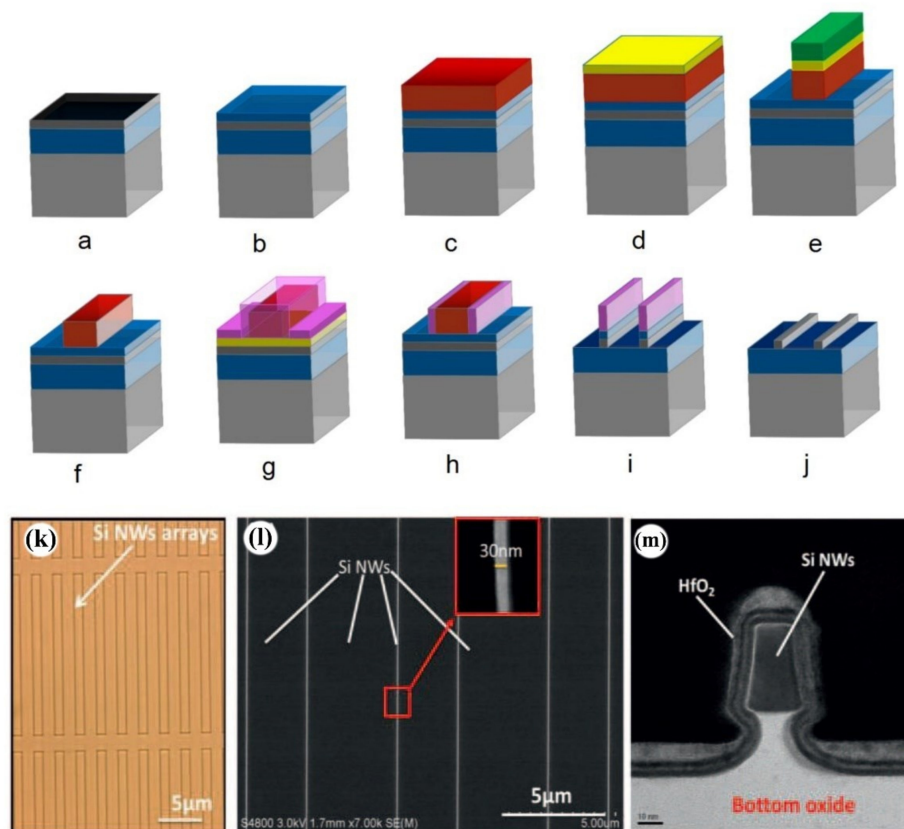 a
b
c
d
e
f
g
h
i
j
(k)
Si NWs arrays
5μm
(l)
30nm
Si NWs
5μm
S4800 3.0kV 1.7mm x7.00k SE(M)
5.00um
(m)
Si NWs
HfO₂
Bottom oxide
10 nm